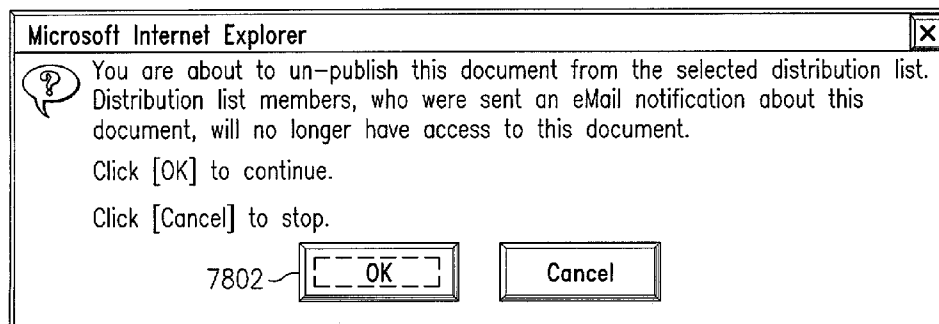 Microsoft Internet Explorer
You are about to un-publish this document from the selected distribution list.
Distribution list members, who were sent an eMail notification about this
document, will no longer have access to this document.
Click [OK] to continue.
Click [Cancel] to stop.
7802 OK Cancel